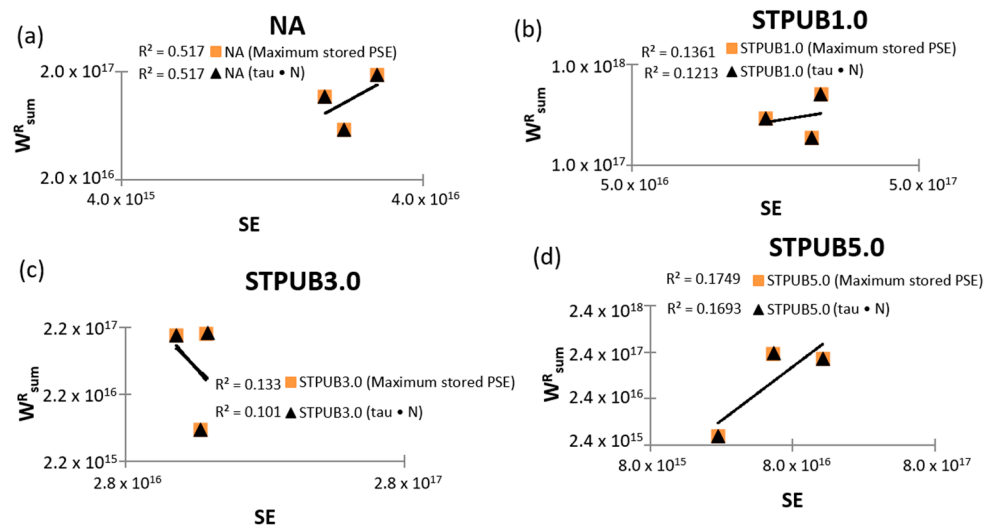 (a)
NA
R² = 0.517 NA (Maximum stored PSE)
R² = 0.517 NA (tau • N)
2.0 x 10¹⁷
2.0 x 10¹⁶
4.0 x 10¹⁵
4.0 x 10¹⁶
Wᴿsum
SE
(b)
STPUB1.0
R² = 0.1361 STPUB1.0 (Maximum stored PSE)
R² = 0.1213 STPUB1.0 (tau • N)
1.0 x 10¹⁸
1.0 x 10¹⁷
5.0 x 10¹⁶
5.0 x 10¹⁷
Wᴿsum
SE
(c)
STPUB3.0
2.2 x 10¹⁷
2.2 x 10¹⁶
2.2 x 10¹⁵
R² = 0.133 STPUB3.0 (Maximum stored PSE)
R² = 0.101 STPUB3.0 (tau • N)
2.8 x 10¹⁶
2.8 x 10¹⁷
Wᴿsum
SE
(d)
STPUB5.0
R² = 0.1749 STPUB5.0 (Maximum stored PSE)
R² = 0.1693 STPUB5.0 (tau • N)
2.4 x 10¹⁸
2.4 x 10¹⁷
2.4 x 10¹⁶
2.4 x 10¹⁵
8.0 x 10¹⁵
8.0 x 10¹⁶
8.0 x 10¹⁷
Wᴿsum
SE